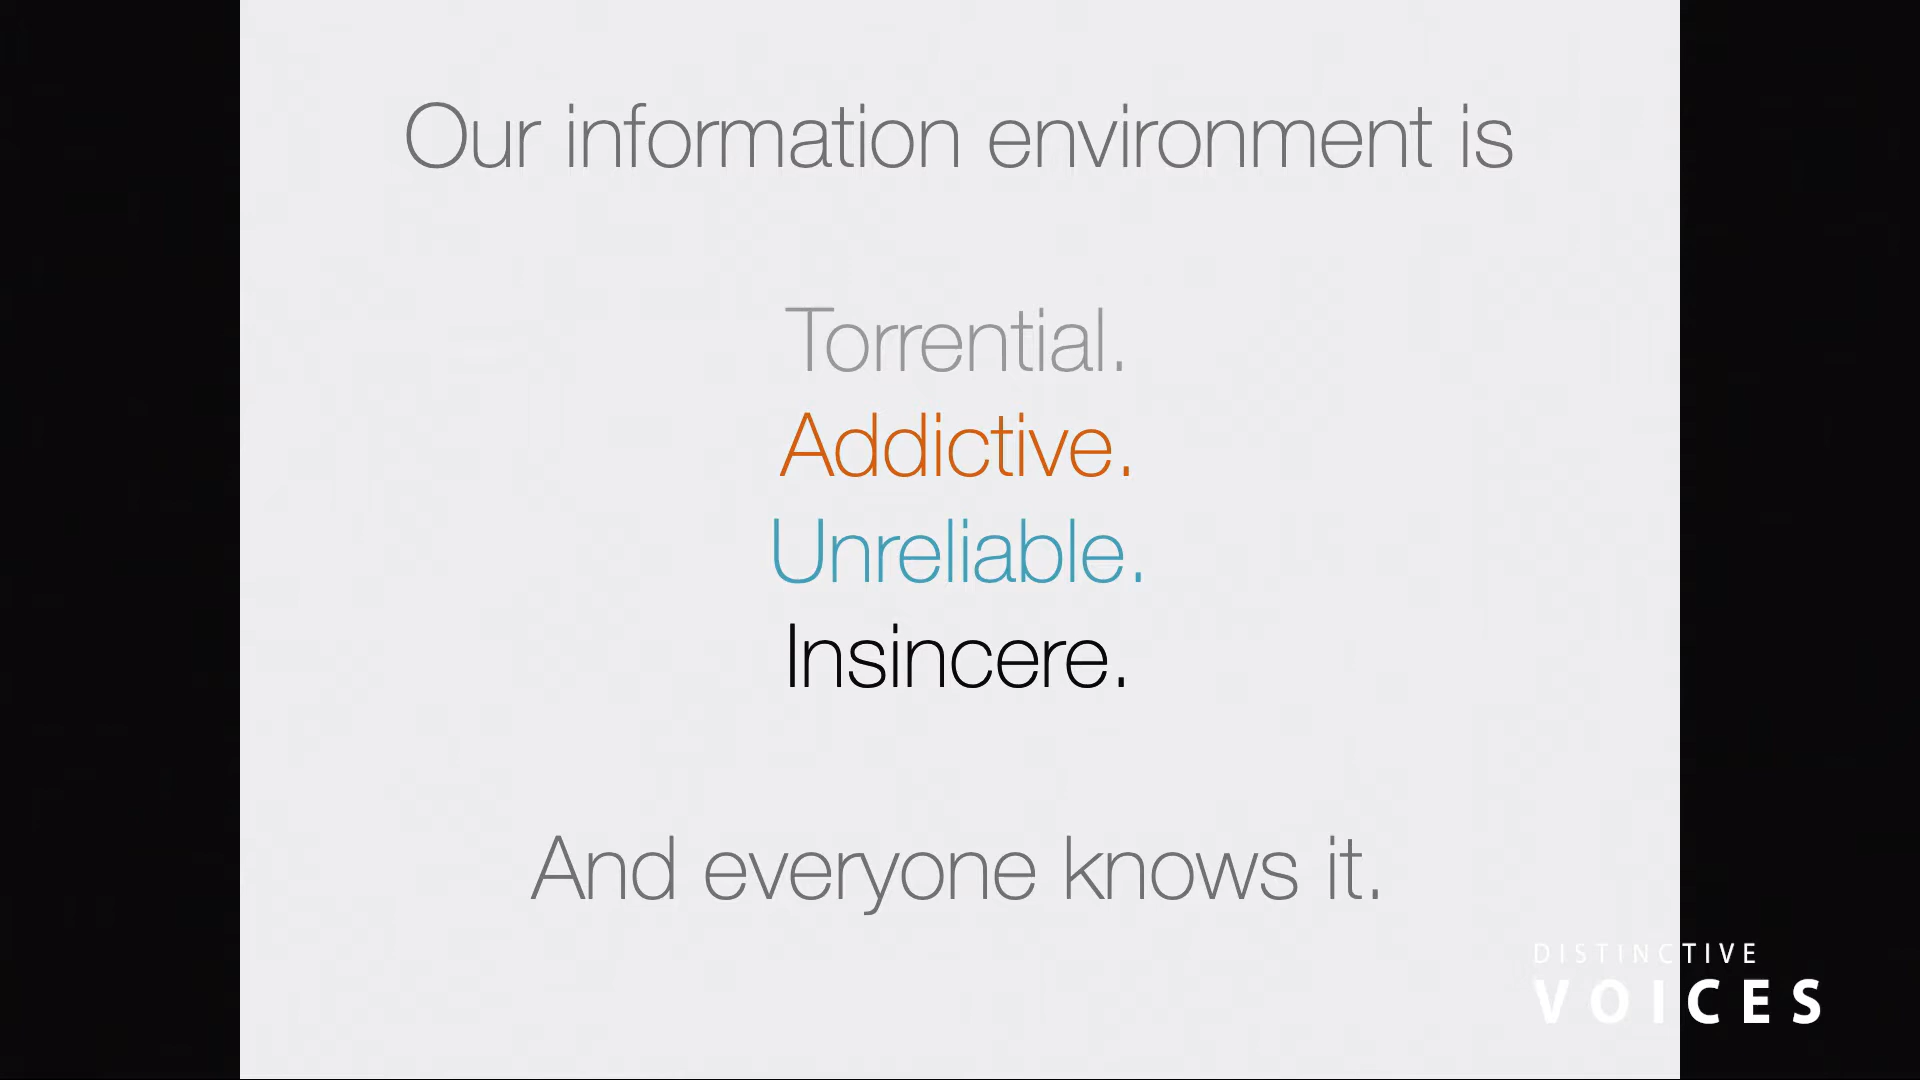 Our information environment is
Torrential.
Addictive.
Unreliable.
Insincere.
And everyone knows it.
DISTINCTIVE
VOICES